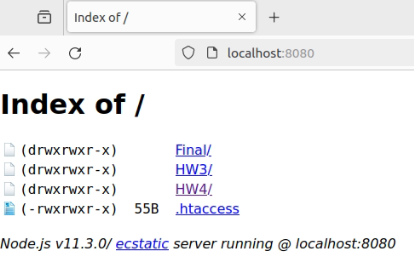 Index of /
localhost:8080
Index of /
(drwxrwxr-x) Final/
(drwxrwxr-x) HW3/
(drwxrwxr-x) HW4/
(-rwxrwxr-x) 55B .htaccess
Node.js v11.3.0/ ecstatic server running @ localhost:8080